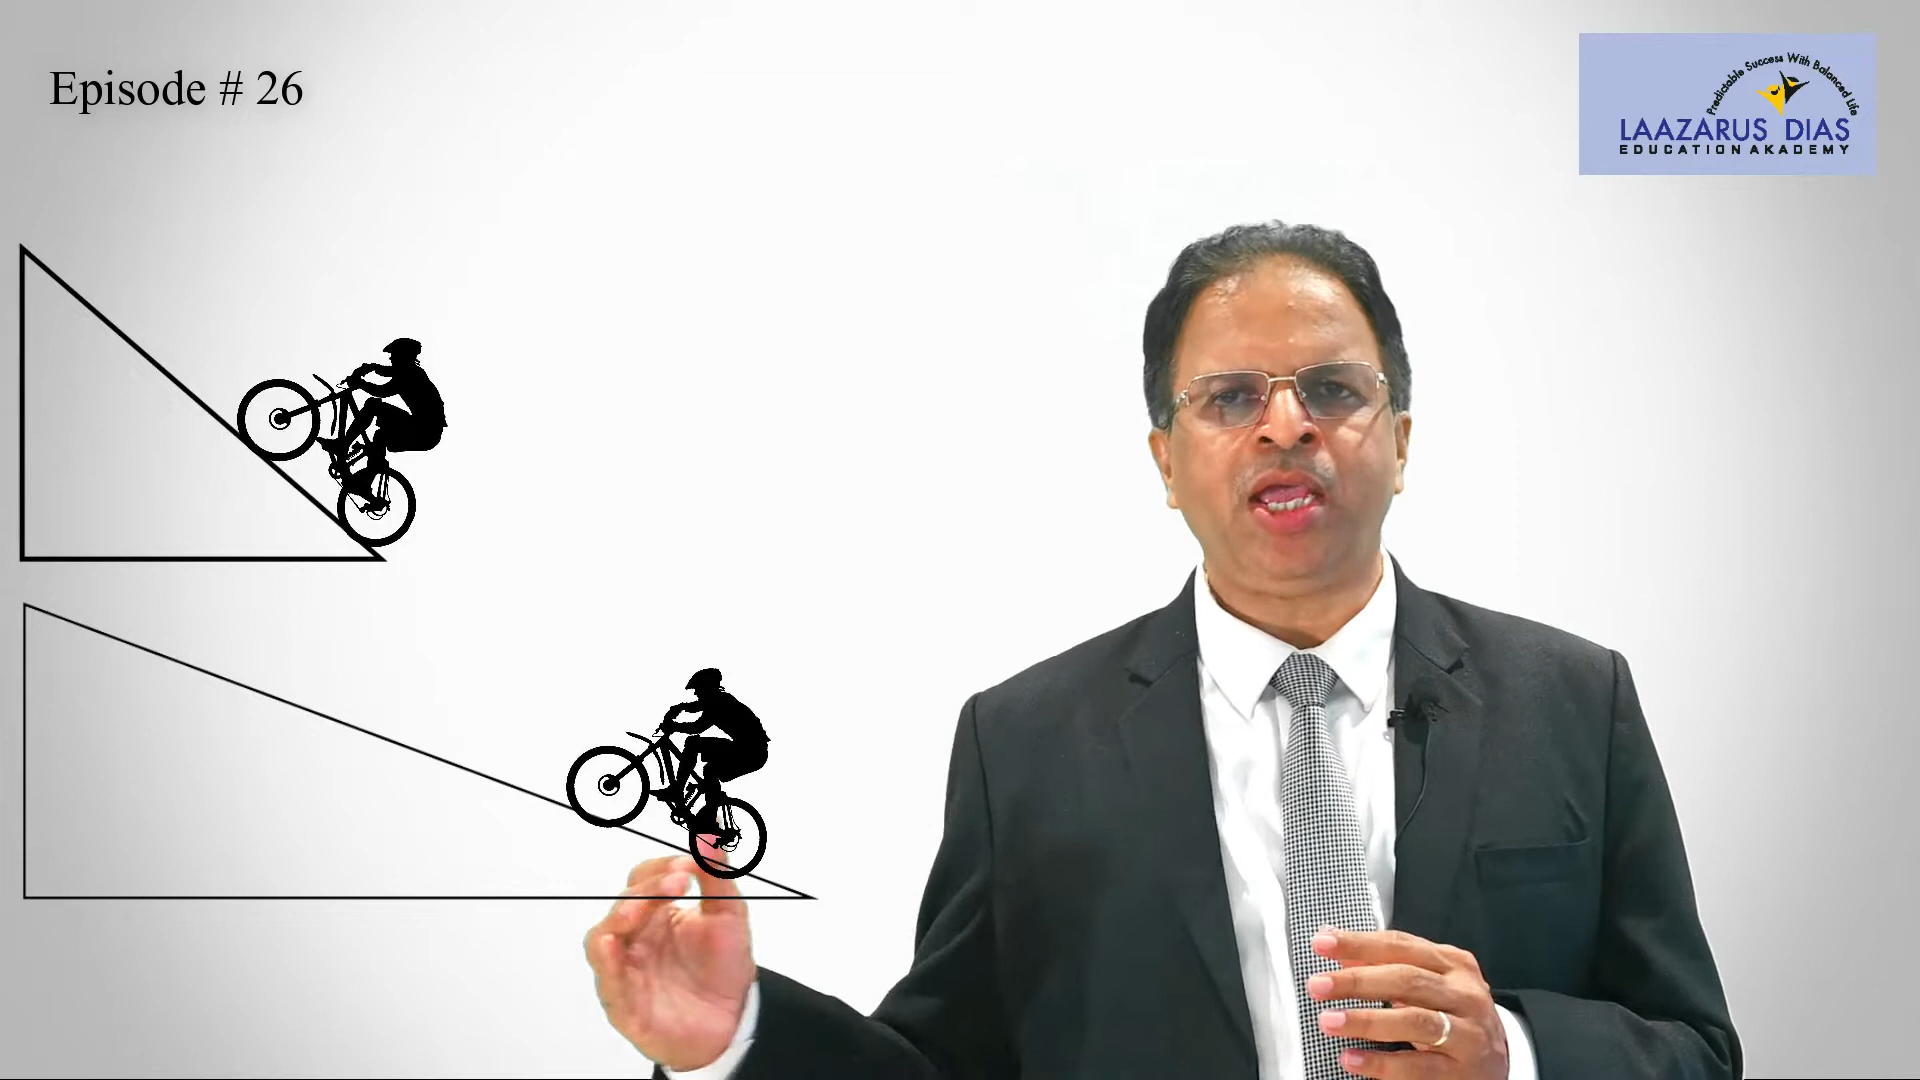 Episode # 26
Predictable Success With Balanced Life
LAAZARUS DIAS
EDUCATION AKADEMY